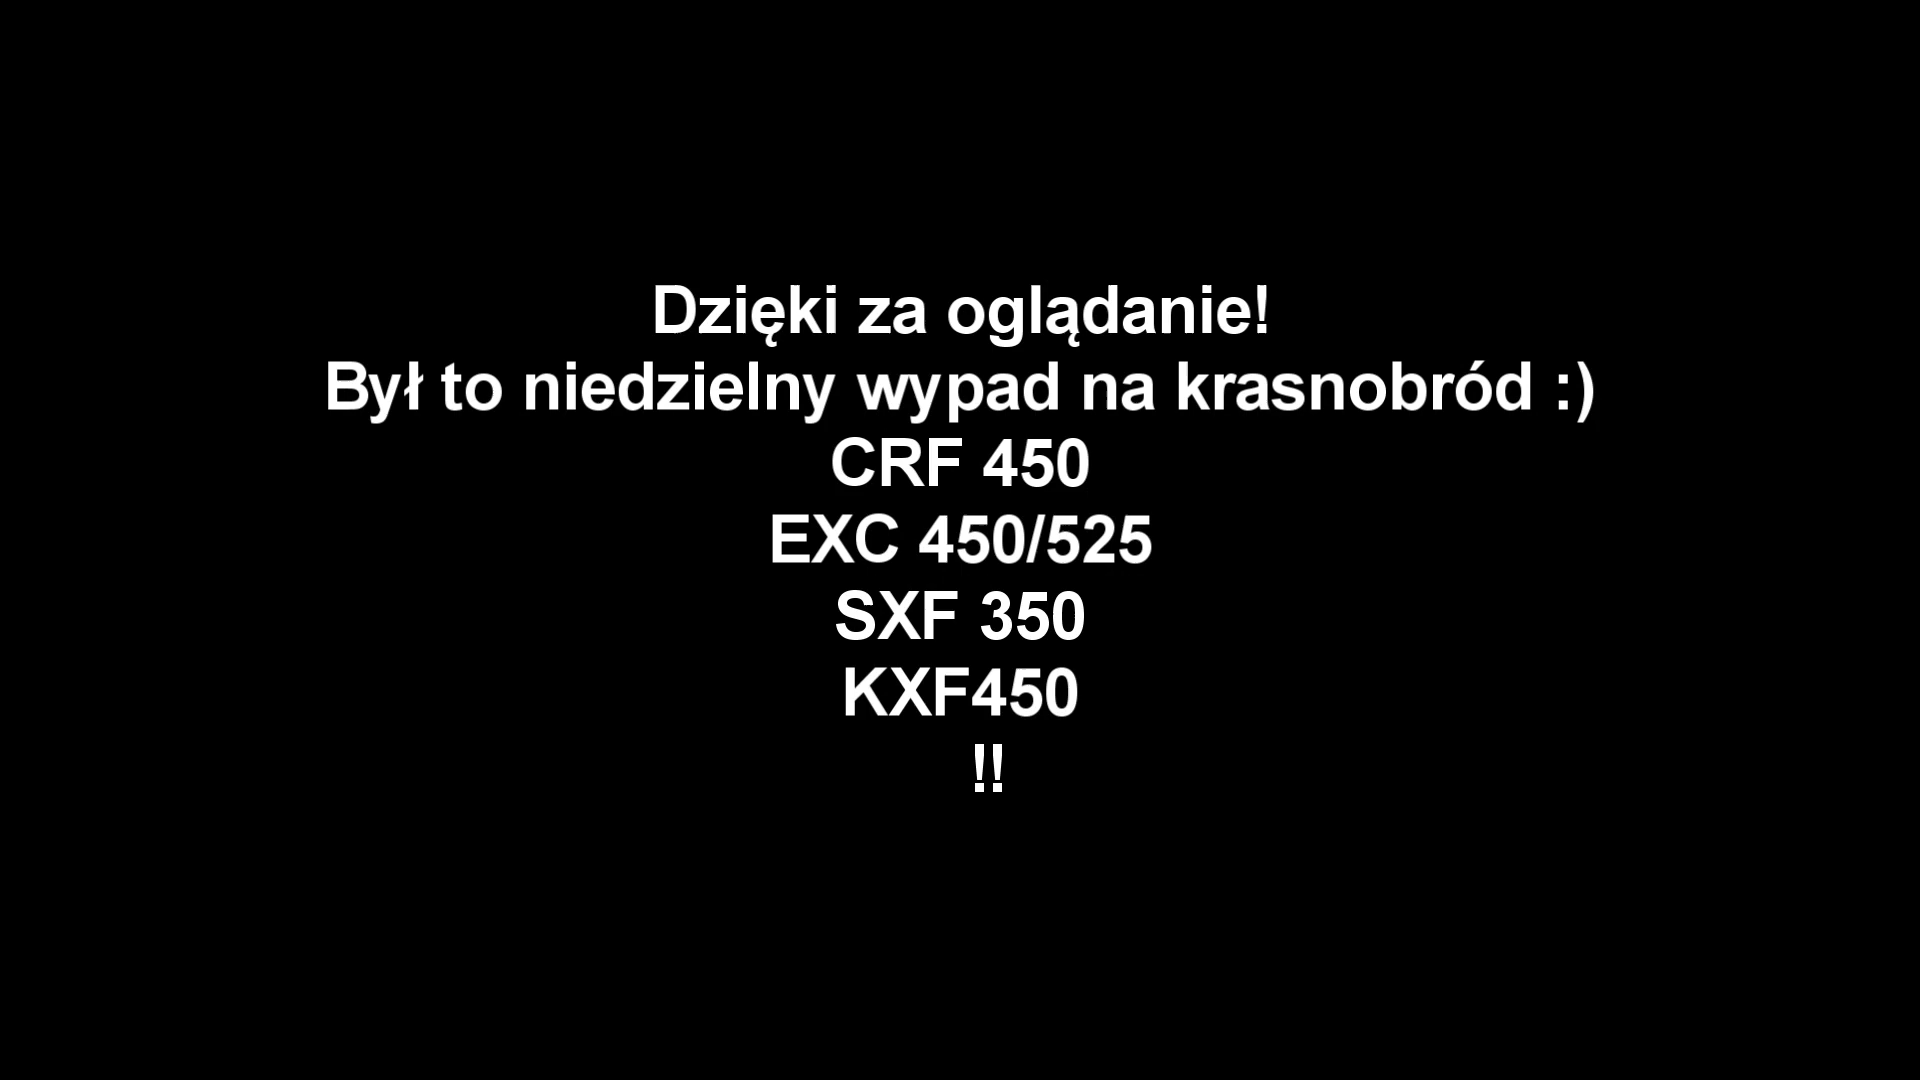 Dzięki za oglądanie!
Był to niedzielny wypad na krasnobród :)
CRF 450
EXC 450/525
SXF 350
KXF450
!!